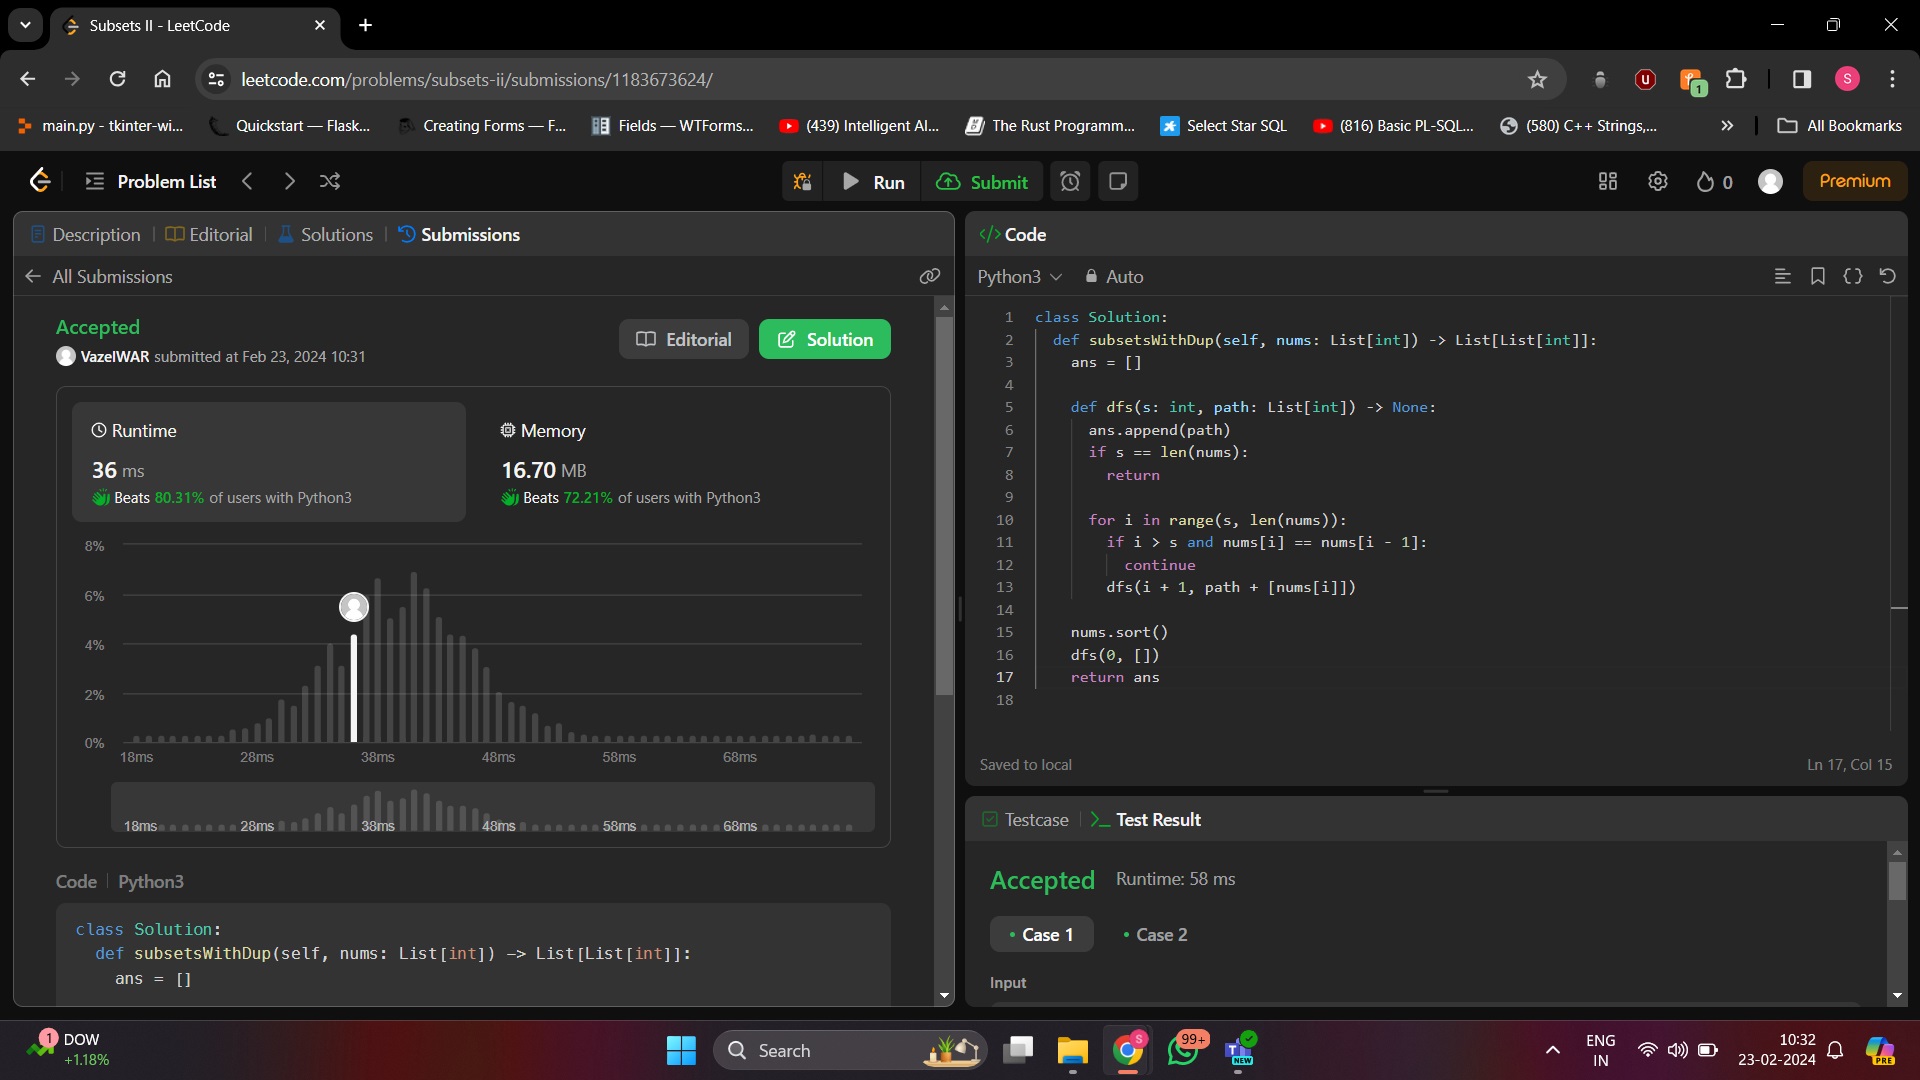 Subsets II - LeetCode
leetcode.com/problems/subsets-ii/submissions/1183673624/
U
1
S
main.py - tkinter-wi...
Quickstart — Flask...
Creating Forms — F...
Fields — WTForms...
(439) Intelligent AI...
The Rust Programm...
Select Star SQL
(816) Basic PL-SQL...
(580) C++ Strings,...
All Bookmarks
Problem List
Run
Submit
0
Premium
Description
Editorial
Solutions
Submissions
All Submissions
Accepted
VazelWAR submitted at Feb 23, 2024 10:31
Editorial
Solution
Runtime
36 ms
Beats 80.31% of users with Python3
Memory
16.70 MB
Beats 72.21% of users with Python3
8%
6%
4%
2%
0%
18ms 28ms 38ms 48ms 58ms 68ms
18ms 28ms 38ms 48ms 58ms 68ms
Code Python3
class Solution:
def subsetsWithDup(self, nums: List[int]) -> List[List[int]]:
ans = []
</> Code
Python3 Auto
1 class Solution:
2 def subsetsWithDup(self, nums: List[int]) -> List[List[int]]:
3 ans = []
4
5 def dfs(s: int, path: List[int]) -> None:
6 ans.append(path)
7 if s == len(nums):
8 return
9
10 for i in range(s, len(nums)):
11 if i > s and nums[i] == nums[i - 1]:
12 continue
13 dfs(i + 1, path + [nums[i]])
14
15 nums.sort()
16 dfs(0, [])
17 return ans
18
Saved to local
Ln 17, Col 15
Testcase
Test Result
Accepted Runtime: 58 ms
Case 1
Case 2
Input
1
DOW
+1.18%
Search
S
99+
T
NEW
ENG
IN
10:32
23-02-2024
PRE